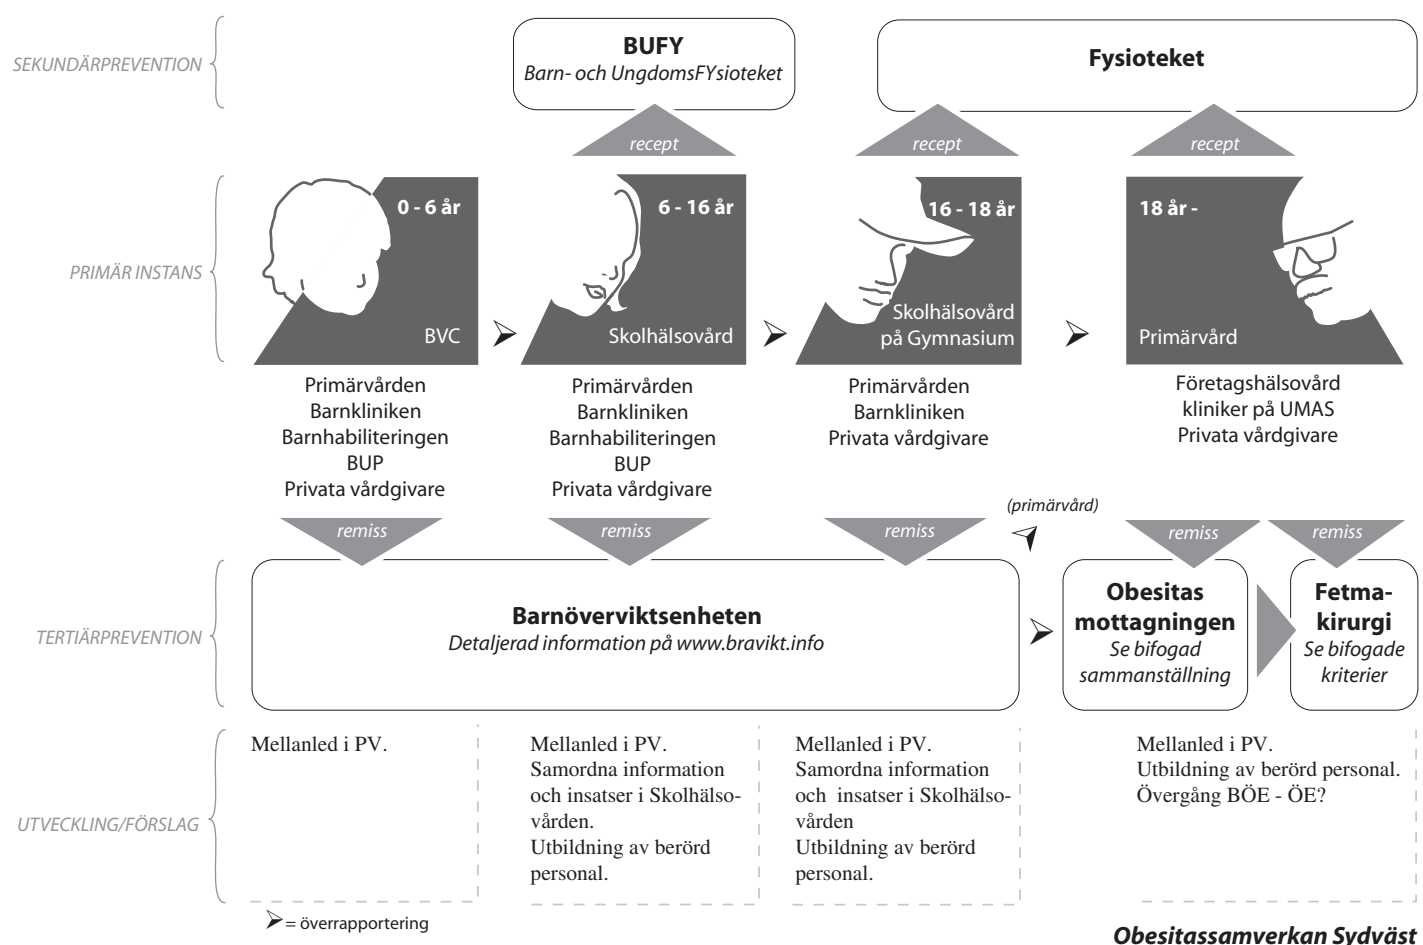 SEKUNDÄRPREVENTION
BUFY
Barn- och UngdomsFYsioteket
Fysioteket
recept
recept
recept
PRIMÄR INSTANS
0 - 6 år
BVC
6 - 16 år
Skolhälsovård
16 - 18 år
Skolhälsovård
på Gymnasium
18 år -
Primärvård
Primärvården
Barnkliniken
Barnhabiliteringen
BUP
Privata vårdgivare
Primärvården
Barnkliniken
Barnhabiliteringen
BUP
Privata vårdgivare
Primärvården
Barnkliniken
Privata vårdgivare
Företagshälsovård
kliniker på UMAS
Privata vårdgivare
remiss
remiss
remiss
(primärvård)
remiss
remiss
TERTIÄRPREVENTION
Barnöverviktsenheten
Detaljerad information på www.bravikt.info
Obesitas
mottagningen
Se bifogad
sammanställning
Fetma-
kirurgi
Se bifogade
kriterier
UTVECKLING/FÖRSLAG
Mellanled i PV.
Mellanled i PV.
Samordna information
och insatser i Skolhälso-
vården.
Utbildning av berörd
personal.
Mellanled i PV.
Samordna information
och insatser i Skolhälso-
vården
Utbildning av berörd
personal.
Mellanled i PV.
Utbildning av berörd personal.
Övergång BÖE - ÖE?
= överrapportering
Obesitassamverkan Sydväst